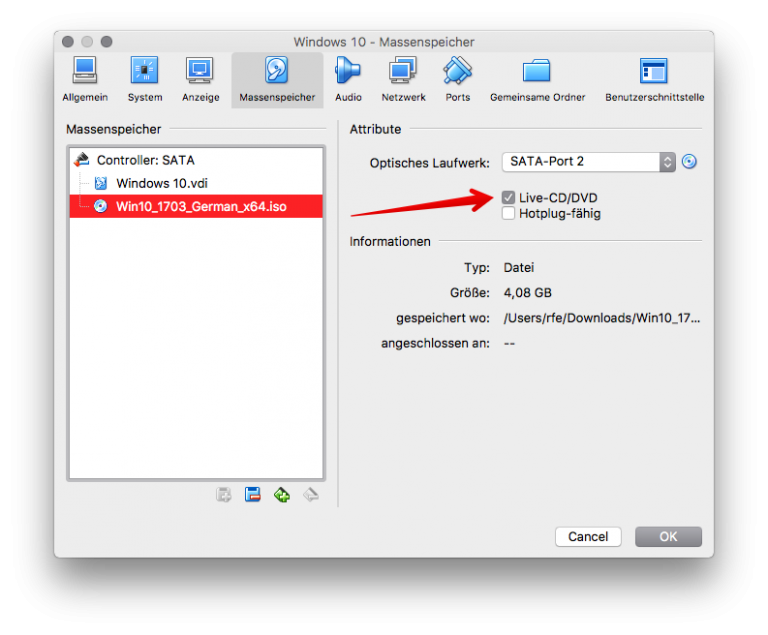 Windows 10 - Massenspeicher
Allgemein System Anzeige Massenspeicher Audio Netzwerk Ports Gemeinsame Ordner Benutzerschnittstelle
Massenspeicher
Controller: SATA
Windows 10.vdi
Win10_1703_German_x64.iso
Attribute
Optisches Laufwerk: SATA-Port 2
Live-CD/DVD
Hotplug-fähig
Informationen
Typ: Datei
Größe: 4,08 GB
gespeichert wo: /Users/rfe/Downloads/Win10_17...
angeschlossen an: --
Cancel OK